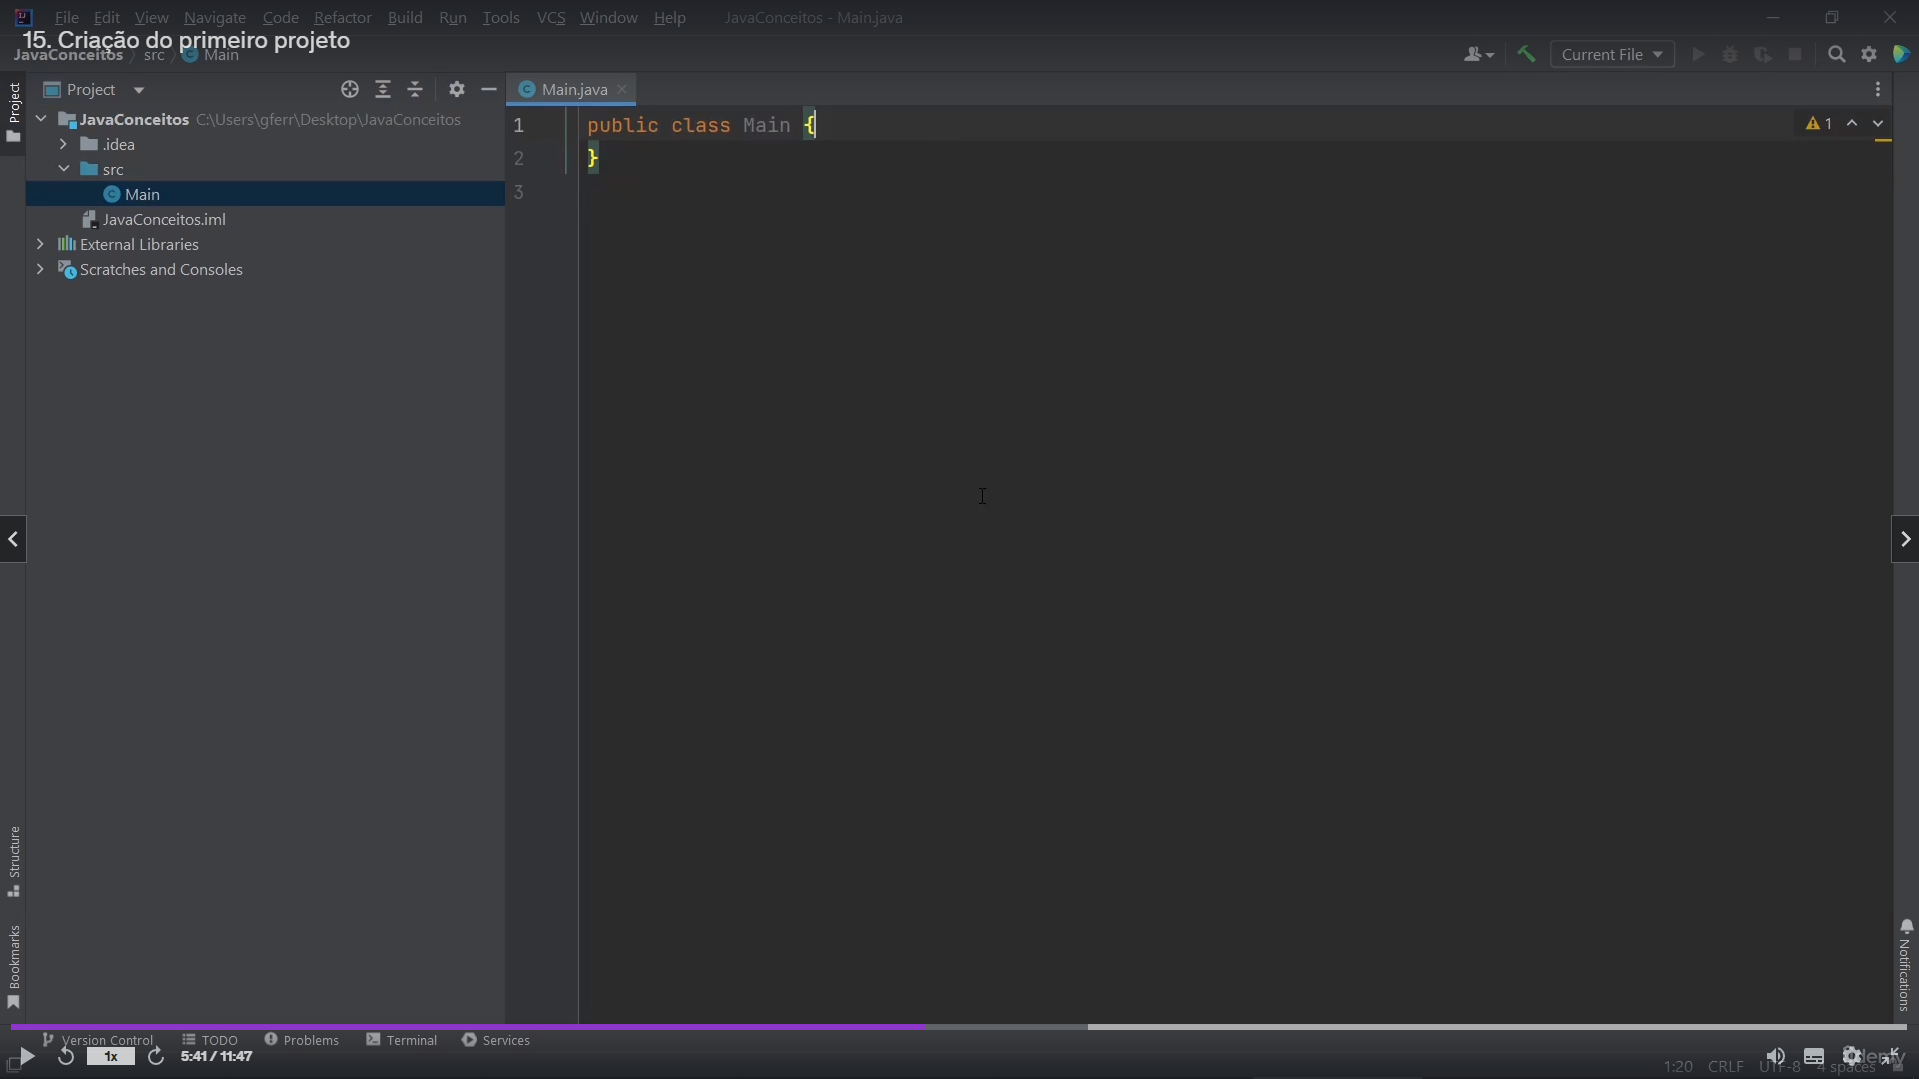 File Edit View Navigate Code Refactor Build Run Tools VCS Window Help JavaConceitos - Main.java
15. Criação do primeiro projeto
JavaConceitos src Main
Current File
Project
Project
Main.java
JavaConceitos C:\Users\gferr\Desktop\JavaConceitos
.idea
src
Main
JavaConceitos.iml
External Libraries
Scratches and Consoles
1 public class Main {
2 }
3
1
Structure
Bookmarks
Notifications
Version Control TODO Problems Terminal Services
1x 5:41 / 11:47
Udemy
1:20 CRLF UTF-8 4 spaces